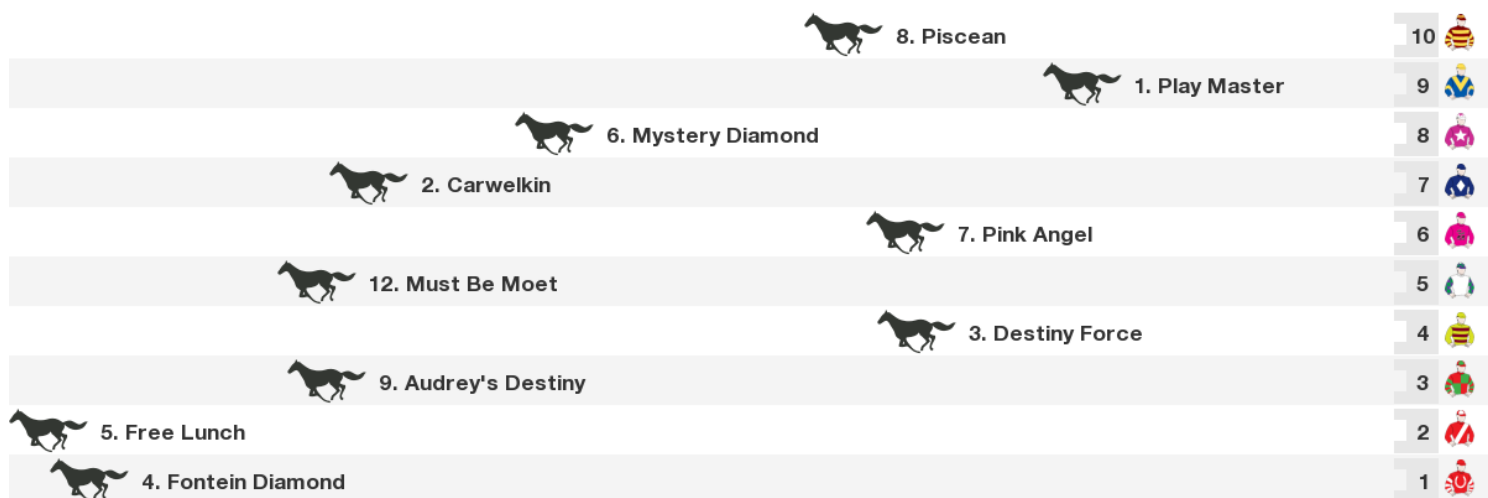 8. Piscean 10
1. Play Master 9
6. Mystery Diamond 8
2. Carwelkin 7
7. Pink Angel 6
12. Must Be Moet 5
3. Destiny Force 4
9. Audrey's Destiny 3
5. Free Lunch 2
4. Fontein Diamond 1